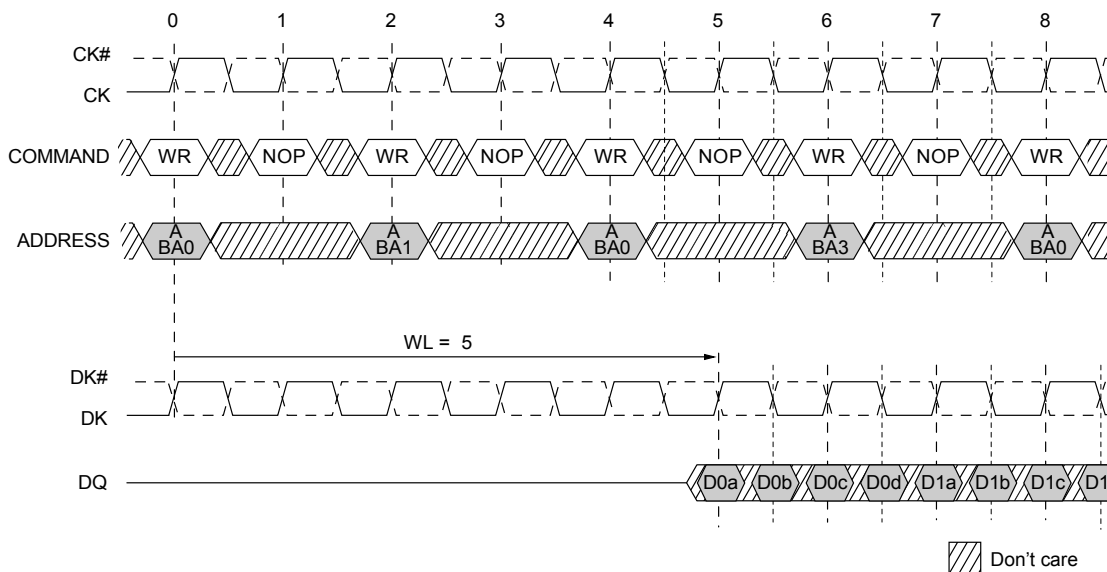 0 1 2 3 4 5 6 7 8
CK#
CK
COMMAND WR NOP WR NOP WR NOP WR NOP WR
ADDRESS A BA0 A BA1 A BA0 A BA3 A BA0
WL = 5
DK#
DK
DQ D0a D0b D0c D0d D1a D1b D1c D1
Don't care